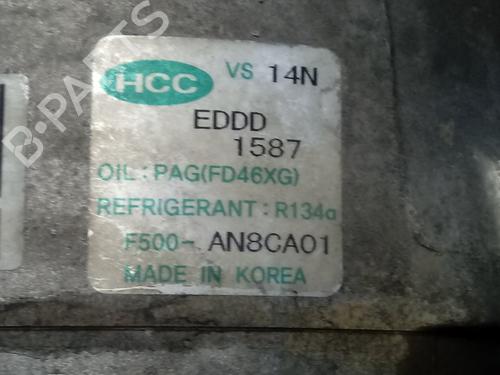 HCC VS 14N
EDDD
1587
OIL : PAG(FD46XG)
REFRIGERANT : R134a
F500- AN8CA01
MADE IN KOREA
B-PARTS